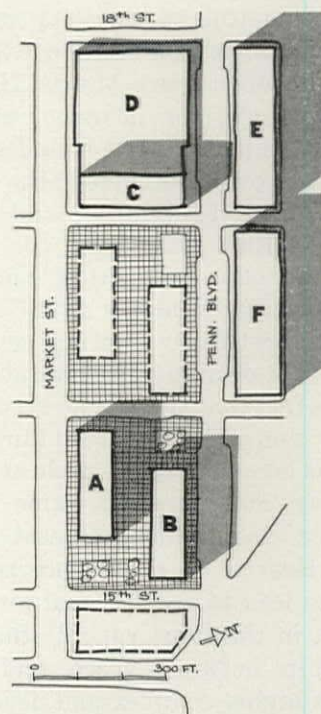 18th ST.
D
E
C
MARKET ST.
PENN. BLVD.
F
A
B
15th ST.
N
0 300 FT.